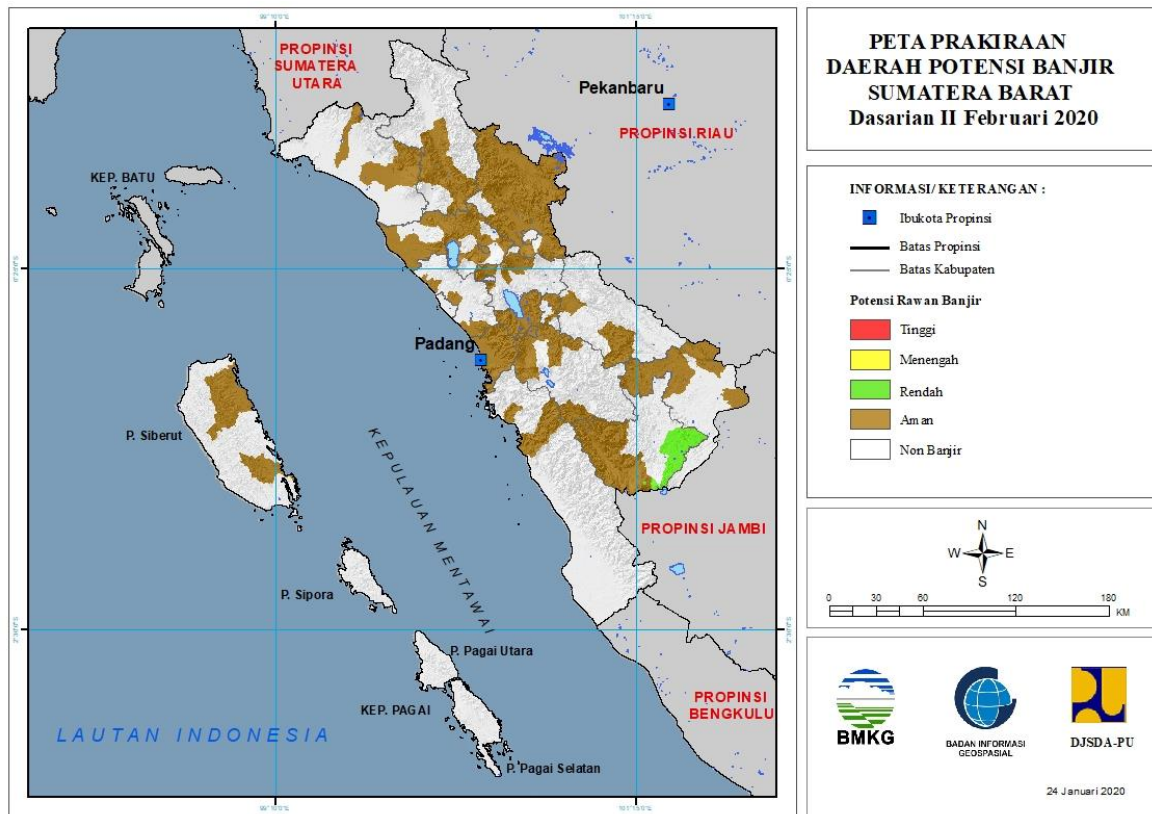 PETA PRAKIRAAN
DAERAH POTENSI BANJIR
SUMATERA BARAT
Dasarian II Februari 2020
INFORMASI/ KETERANGAN :
Ibukota Propinsi
Batas Propinsi
Batas Kabupaten
Potensi Rawan Banjir
Tinggi
Menengah
Rendah
Aman
Non Banjir
N
W E
S
0 30 60 120 180
KM
BMKG
BADAN INFORMASI
GEOSPASIAL
DJSDA-PU
24 Januari 2020
PROPINSI
SUMATERA
UTARA
Pekanbaru
PROPINSI RIAU
KEP. BATU
Padang
P. Siberut
KEPULAUAN MENTAWAI
PROPINSI JAMBI
P. Sipora
P. Pagai Utara
KEP. PAGAI
PROPINSI
BENGKULU
LAUTAN INDONESIA
P. Pagai Selatan